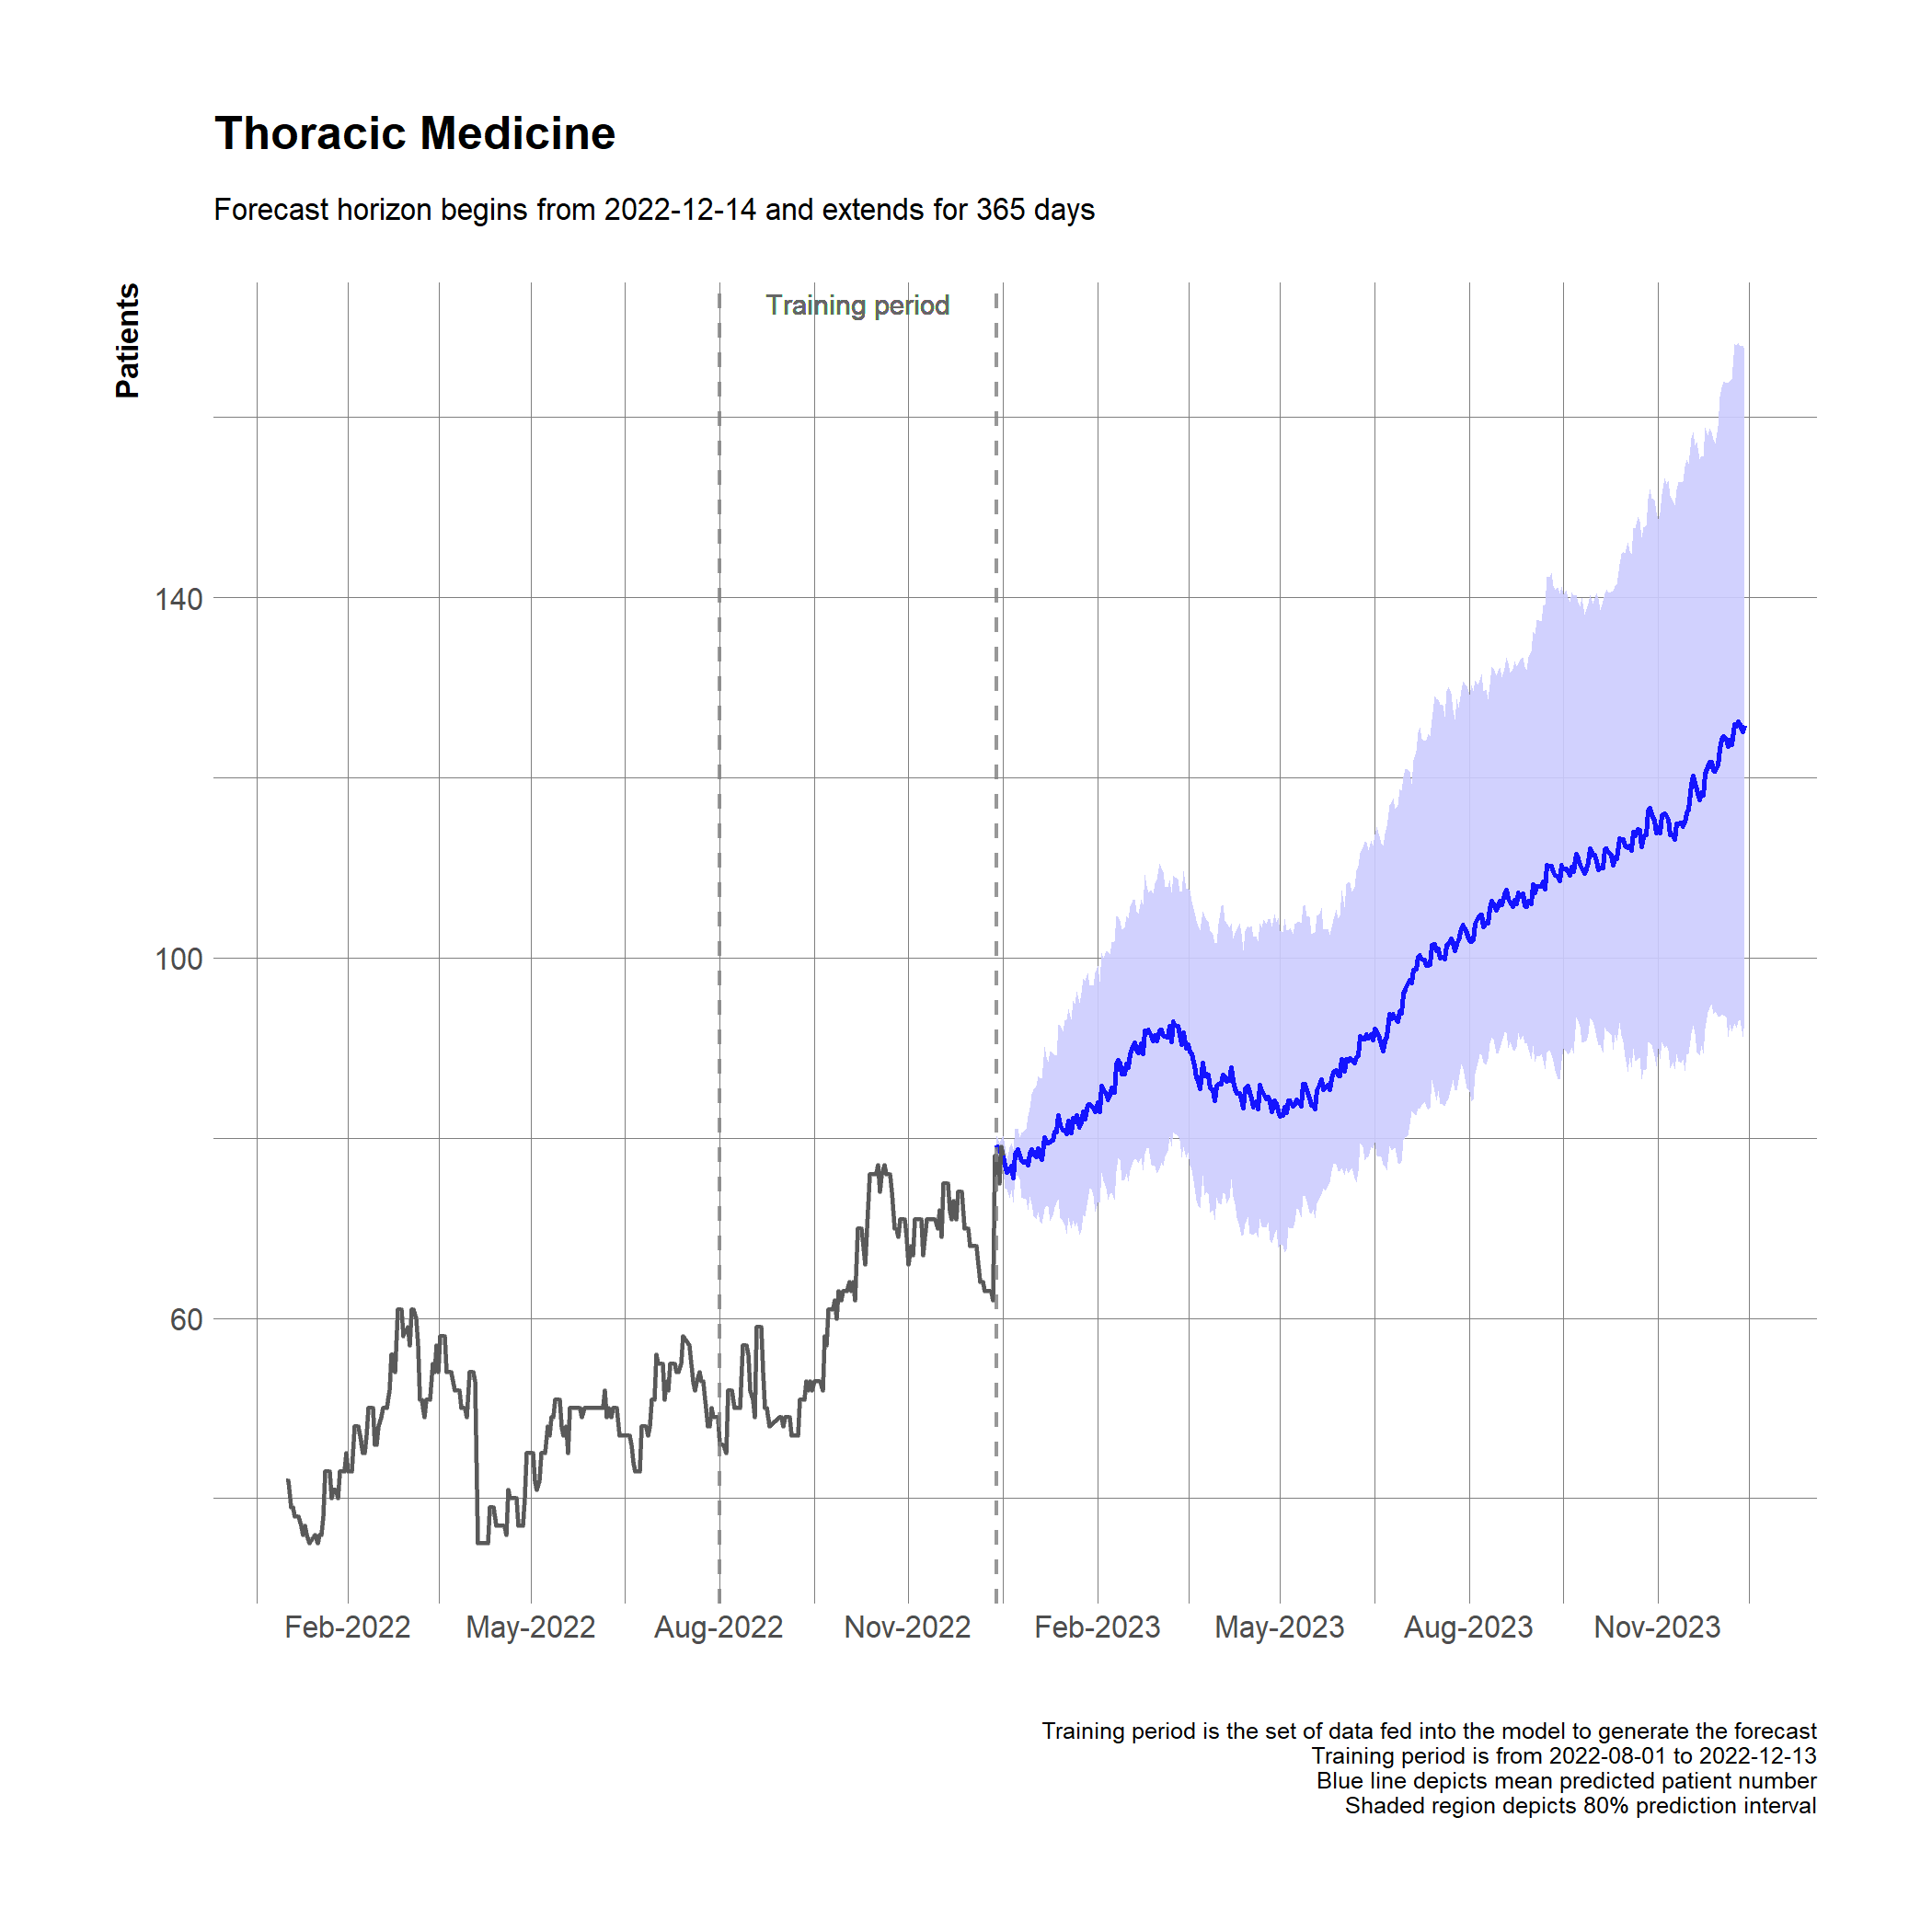 Thoracic Medicine
Forecast horizon begins from 2022-12-14 and extends for 365 days
Patients
Training period
140
100
60
Feb-2022
May-2022
Aug-2022
Nov-2022
Feb-2023
May-2023
Aug-2023
Nov-2023
Training period is the set of data fed into the model to generate the forecast
Training period is from 2022-08-01 to 2022-12-13
Blue line depicts mean predicted patient number
Shaded region depicts 80% prediction interval